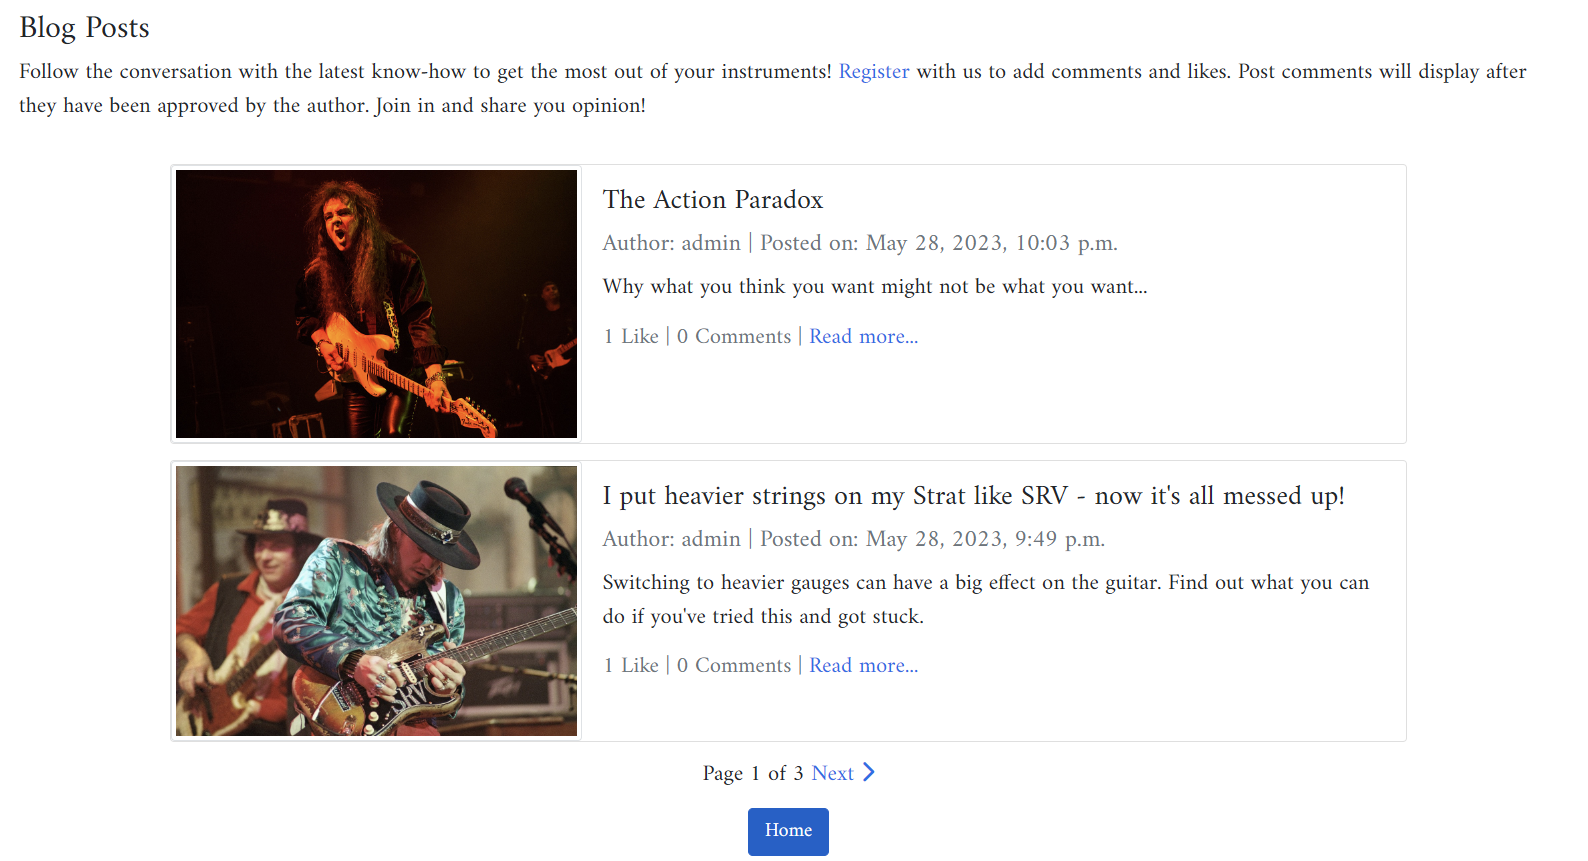 Blog Posts
Follow the conversation with the latest know-how to get the most out of your instruments! Register with us to add comments and likes. Post comments will display after
they have been approved by the author. Join in and share you opinion!
The Action Paradox
Author: admin | Posted on: May 28, 2023, 10:03 p.m.
Why what you think you want might not be what you want...
1 Like | 0 Comments | Read more...
I put heavier strings on my Strat like SRV - now it's all messed up!
Author: admin | Posted on: May 28, 2023, 9:49 p.m.
Switching to heavier gauges can have a big effect on the guitar. Find out what you can
do if you've tried this and got stuck.
1 Like | 0 Comments | Read more...
SRV
Page 1 of 3 Next
Home